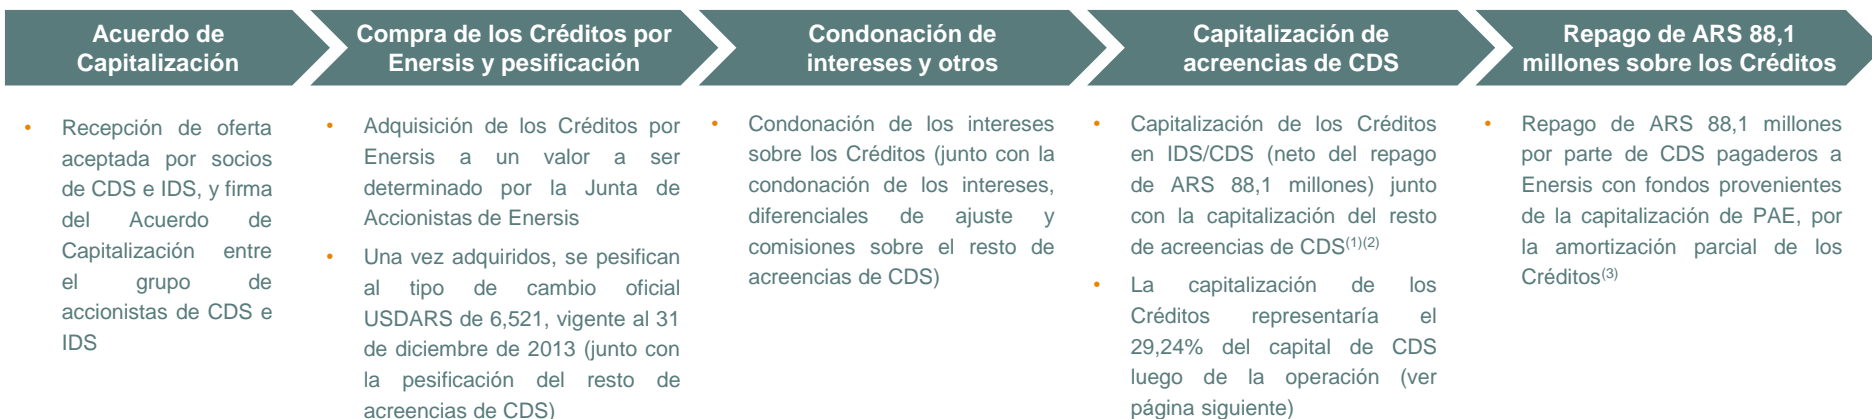 Acuerdo de
Capitalización
Compra de los Créditos por
Enersis y pesificación
Condonación de
intereses y otros
Capitalización de
acreencias de CDS
Repago de ARS 88,1
millones sobre los Créditos
• Recepción de oferta
aceptada por socios
de CDS e IDS, y firma
del Acuerdo de
Capitalización entre
el grupo de
accionistas de CDS e
IDS
• Adquisición de los Créditos por
Enersis a un valor a ser
determinado por la Junta de
Accionistas de Enersis
• Una vez adquiridos, se pesifican
al tipo de cambio oficial
USDARS de 6,521, vigente al 31
de diciembre de 2013 (junto con
la pesificación del resto de
acreencias de CDS)
• Condonación de los intereses
sobre los Créditos (junto con la
condonación de los intereses,
diferenciales de ajuste y
comisiones sobre el resto de
acreencias de CDS)
• Capitalización de los Créditos
en IDS/CDS (neto del repago
de ARS 88,1 millones) junto
con la capitalización del resto
de acreencias de CDS(1)(2)
• La capitalización de los
Créditos representaría el
29,24% del capital de CDS
luego de la operación (ver
página siguiente)
• Repago de ARS 88,1 millones
por parte de CDS pagaderos a
Enersis con fondos provenientes
de la capitalización de PAE, por
la amortización parcial de los
Créditos(3)